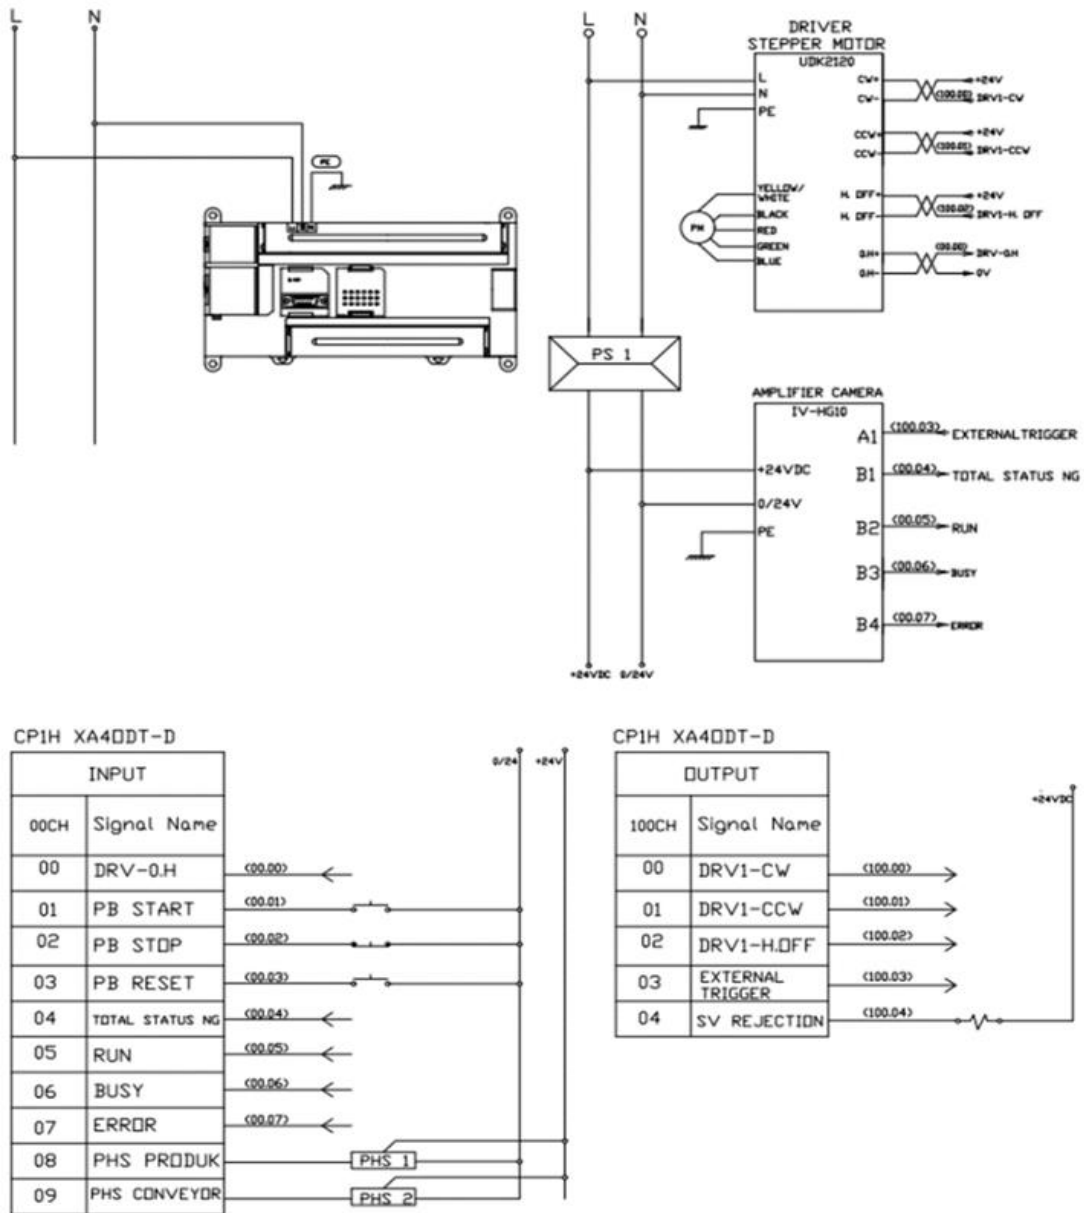 L N
PE
L N
DRIVER
STEPPER MOTOR
UDK2120
L
N
PE
YELLOW/
WHITE
BLACK
RED
GREEN
BLUE
PM
CW+ +24V
CW- (100.00) DRV1-CW
CCW+ +24V
CCW- (100.01) DRV1-CCW
H. OFF+ +24V
H. OFF- (100.02) DRV1-H. OFF
O.H+ (00.00) DRV-O.H
O.H- 0V
PS 1
AMPLIFIER CAMERA
IV-HG10
+24VDC
0/24V
PE
A1 (100.03) EXTERNALTRIGGER
B1 (00.04) TOTAL STATUS NG
B2 (00.05) RUN
B3 (00.06) BUSY
B4 (00.07) ERROR
+24VDC 0/24V
CP1H XA40DT-D
INPUT
0/24 +24V
00CH Signal Name
00 DRV-O.H (00.00)
01 PB START (00.01)
02 PB STOP (00.02)
03 PB RESET (00.03)
04 TOTAL STATUS NG (00.04)
05 RUN (00.05)
06 BUSY (00.06)
07 ERROR (00.07)
08 PHS PRODUK PHS 1
09 PHS CONVEYOR PHS 2
CP1H XA40DT-D
OUTPUT
+24VDC
100CH Signal Name
00 DRV1-CW (100.00)
01 DRV1-CCW (100.01)
02 DRV1-H.OFF (100.02)
03 EXTERNAL
TRIGGER (100.03)
04 SV REJECTION (100.04)